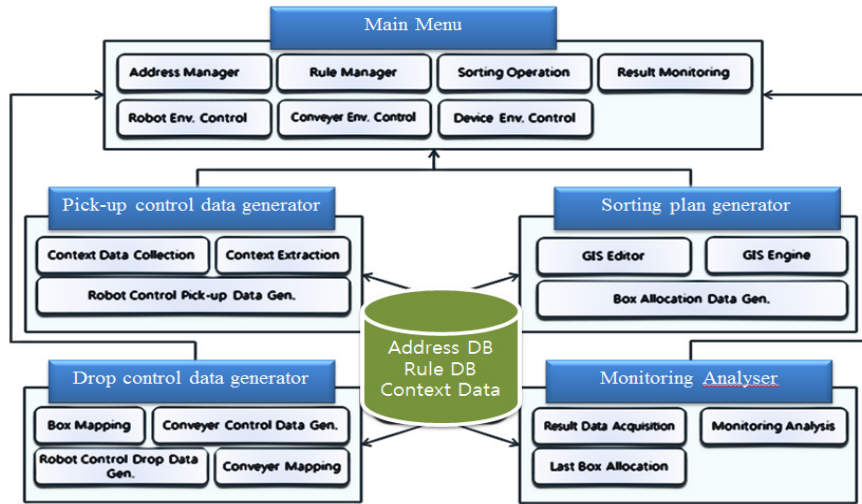 Main Menu
Address Manager
Rule Manager
Sorting Operation
Result Monitoring
Robot Env. Control
Conveyer Env. Control
Device Env. Control
Pick-up control data generator
Context Data Collection
Context Extraction
Robot Control Pick-up Data Gen.
Sorting plan generator
GIS Editor
GIS Engine
Box Allocation Data Gen.
Address DB
Rule DB
Context Data
Drop control data generator
Box Mapping
Conveyer Control Data Gen.
Robot Control Drop Data
Gen.
Conveyer Mapping
Monitoring Analyser
Result Data Acquisition
Monitoring Analysis
Last Box Allocation